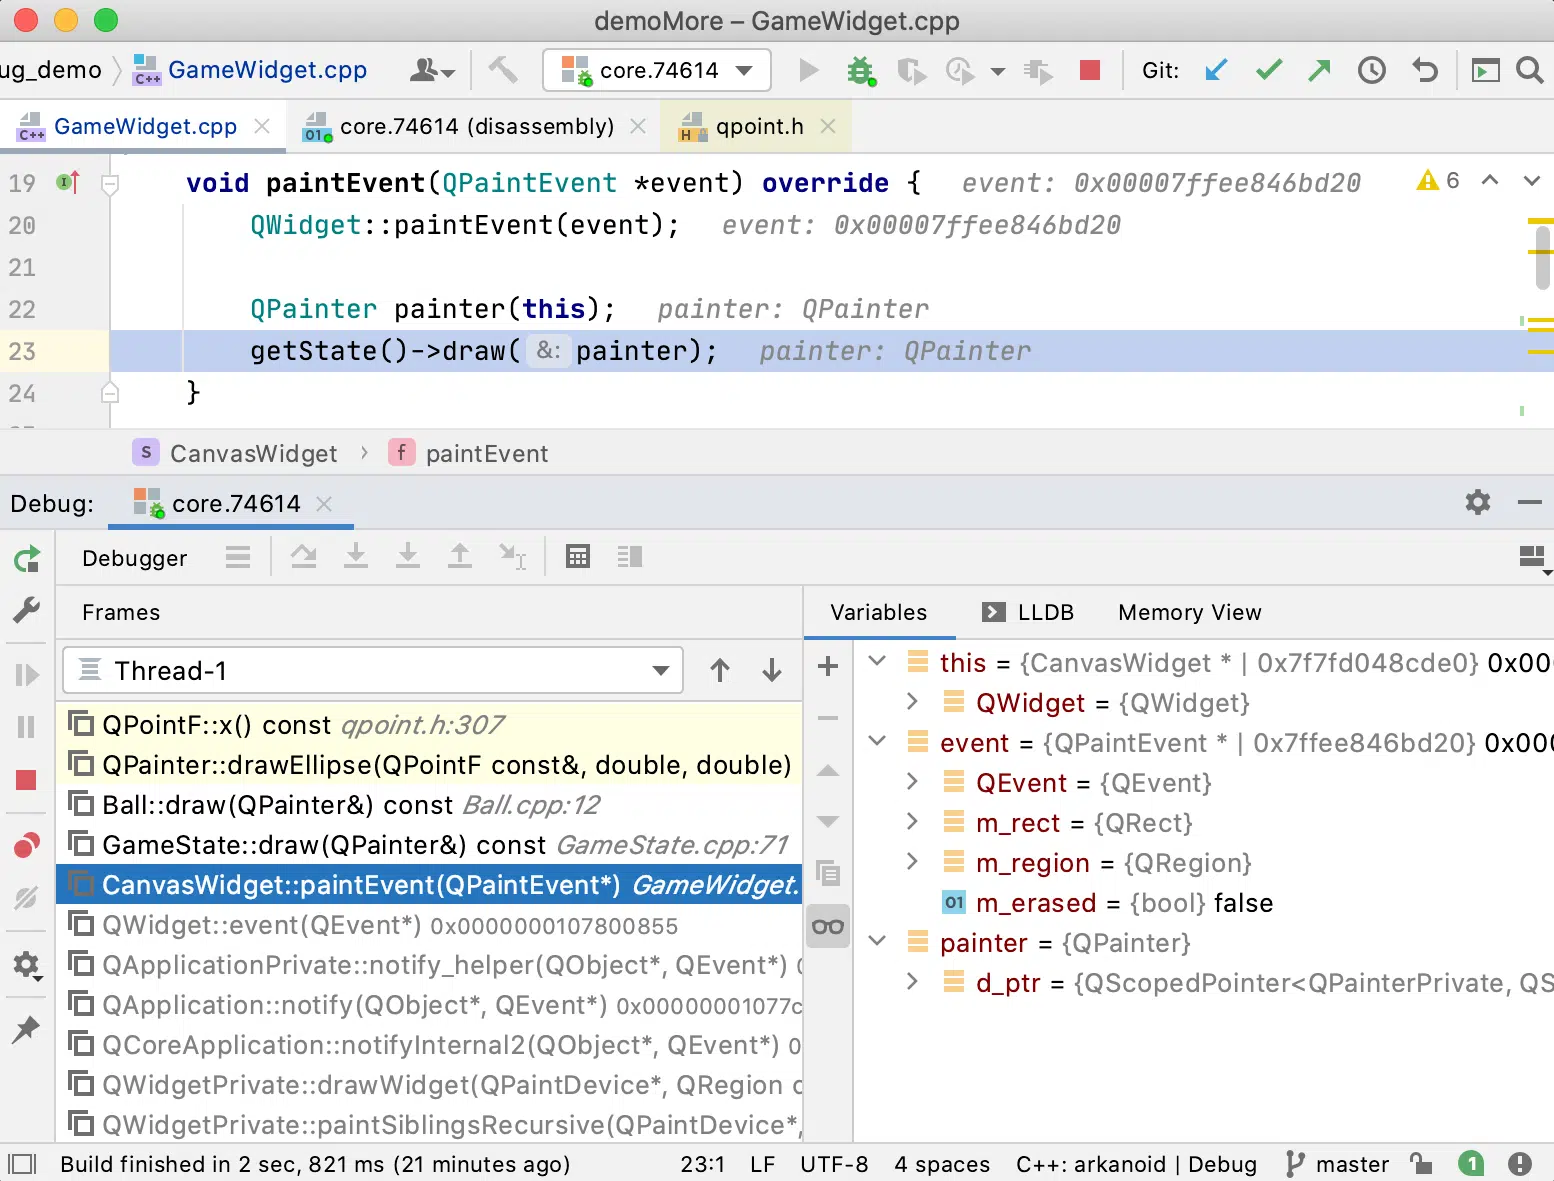 demoMore – GameWidget.cpp
ug_demo GameWidget.cpp core.74614 Git:
GameWidget.cpp core.74614 (disassembly) qpoint.h
19 void paintEvent(QPaintEvent *event) override { event: 0x00007ffee846bd20 6
20 QWidget::paintEvent(event); event: 0x00007ffee846bd20
21
22 QPainter painter(this); painter: QPainter
23 getState()->draw( &: painter); painter: QPainter
24 }
S CanvasWidget › f paintEvent
Debug: core.74614
Debugger
Frames
Thread-1
QPointF::x() const qpoint.h:307
QPainter::drawEllipse(QPointF const&, double, double)
Ball::draw(QPainter&) const Ball.cpp:12
GameState::draw(QPainter&) const GameState.cpp:71
CanvasWidget::paintEvent(QPaintEvent*) GameWidget.
QWidget::event(QEvent*) 0x0000000107800855
QApplicationPrivate::notify_helper(QObject*, QEvent*) 0
QApplication::notify(QObject*, QEvent*) 0x00000001077c
QCoreApplication::notifyInternal2(QObject*, QEvent*) 0
QWidgetPrivate::drawWidget(QPaintDevice*, QRegion c
QWidgetPrivate::paintSiblingsRecursive(QPaintDevice*,
Variables LLDB Memory View
this = {CanvasWidget * | 0x7f7fd048cde0} 0x00
QWidget = {QWidget}
event = {QPaintEvent * | 0x7ffee846bd20} 0x000
QEvent = {QEvent}
m_rect = {QRect}
m_region = {QRegion}
01 m_erased = {bool} false
painter = {QPainter}
d_ptr = {QScopedPointer<QPainterPrivate, QS
Build finished in 2 sec, 821 ms (21 minutes ago) 23:1 LF UTF-8 4 spaces C++: arkanoid | Debug master 1